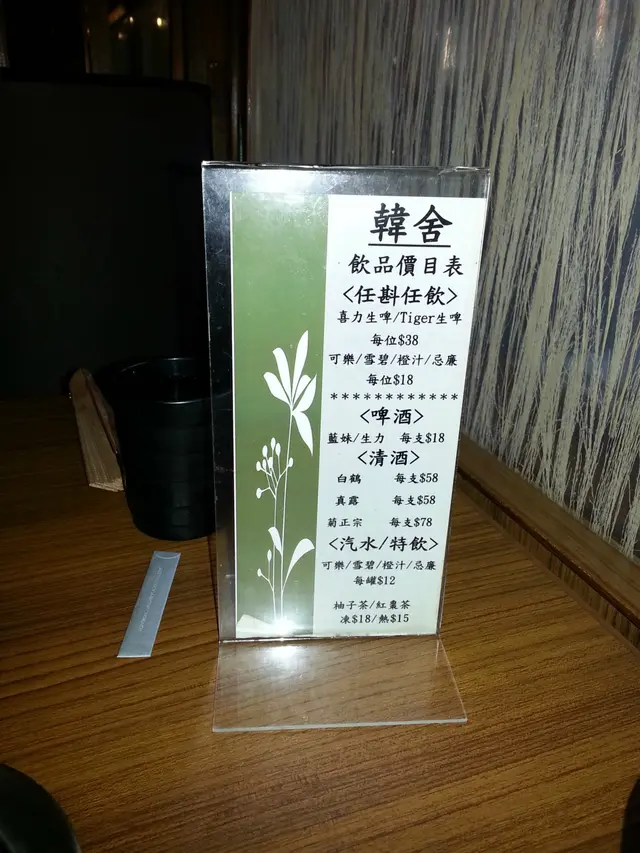 韓舍
飲品價目表
<任斟任飲>
喜力生啤/Tiger生啤
每位$38
可樂/雪碧/橙汁/忌廉
每位$18
************
<啤酒>
藍妹/生力 每支$18
<清酒>
白鶴 每支$58
真露 每支$58
菊正宗 每支$78
<汽水/特飲>
可樂/雪碧/橙汁/忌廉
每罐$12
柚子茶/紅棗茶
凍$18/熱$15